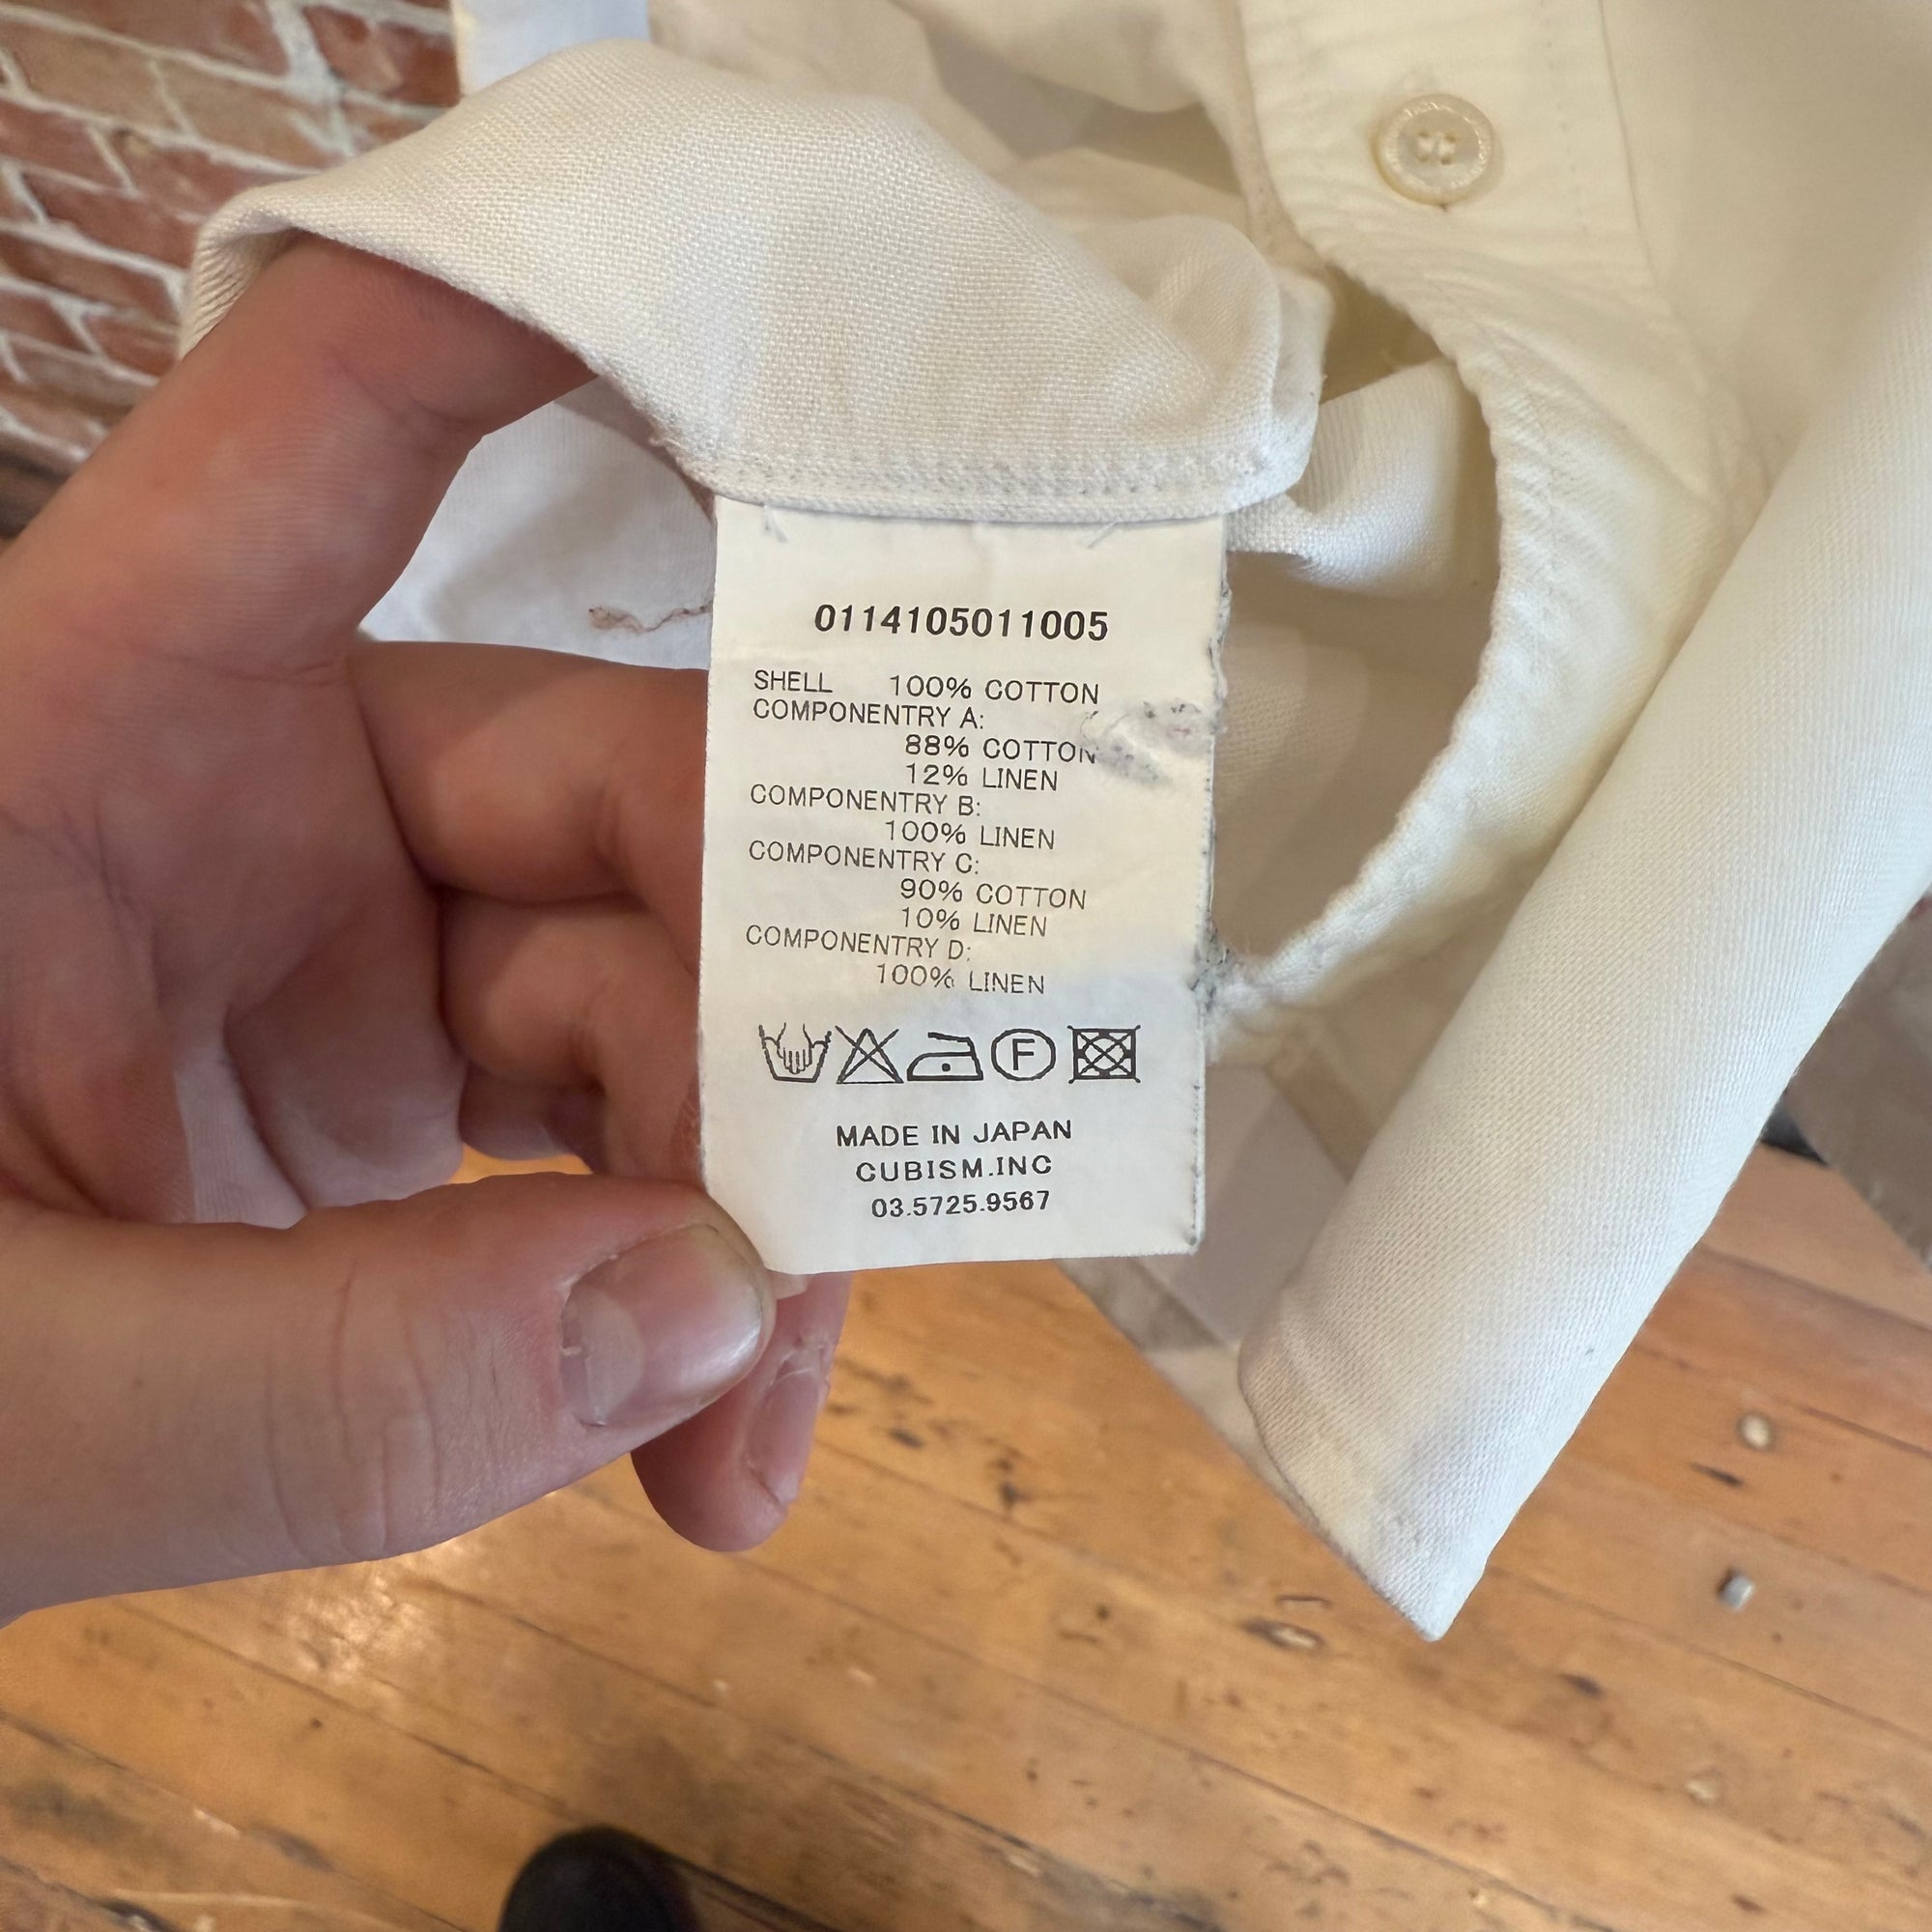 0114105011005
SHELL 100% COTTON
COMPONENTRY A:
88% COTTON
12% LINEN
COMPONENTRY B:
100% LINEN
COMPONENTRY C:
90% COTTON
10% LINEN
COMPONENTRY D:
100% LINEN
F
MADE IN JAPAN
CUBISM.INC
03.5725.9567